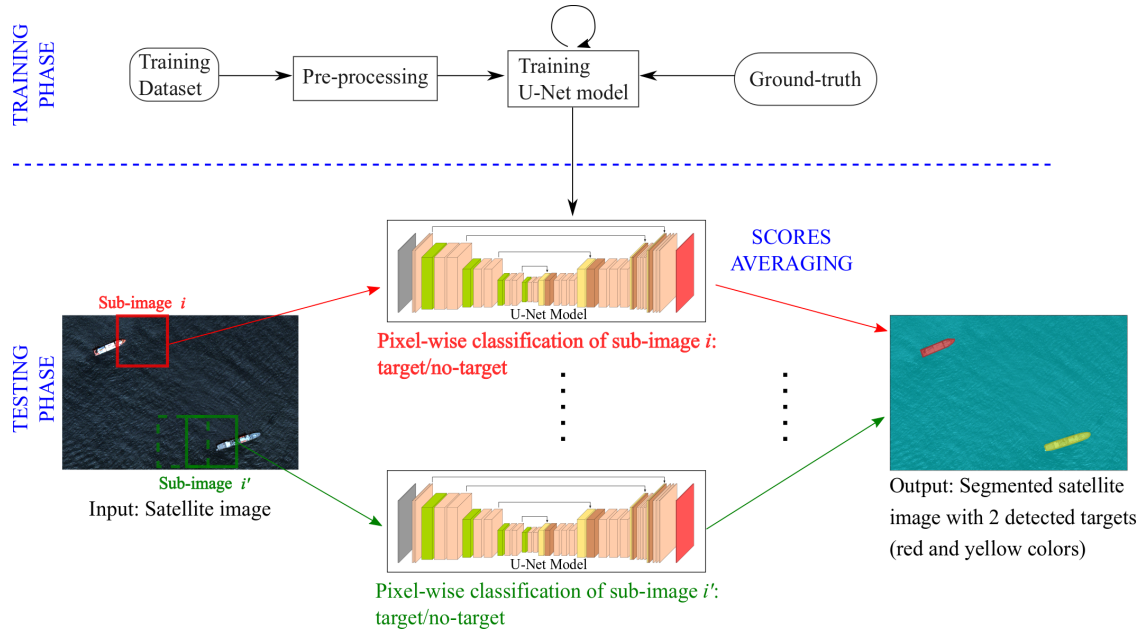 TRAINING
PHASE
Training
Dataset
Pre-processing
Training
U-Net model
Ground-truth
TESTING
PHASE
Sub-image i
Sub-image i'
Input: Satellite image
U-Net Model
Pixel-wise classification of sub-image i:
target/no-target
SCORES
AVERAGING
U-Net Model
Pixel-wise classification of sub-image i':
target/no-target
Output: Segmented satellite
image with 2 detected targets
(red and yellow colors)